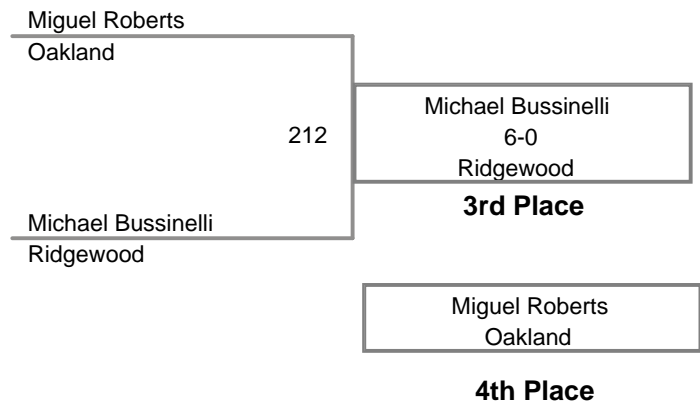 Miguel Roberts
Oakland
212
Michael Bussinelli
6-0
Ridgewood
3rd Place
Michael Bussinelli
Ridgewood
Miguel Roberts
Oakland
4th Place